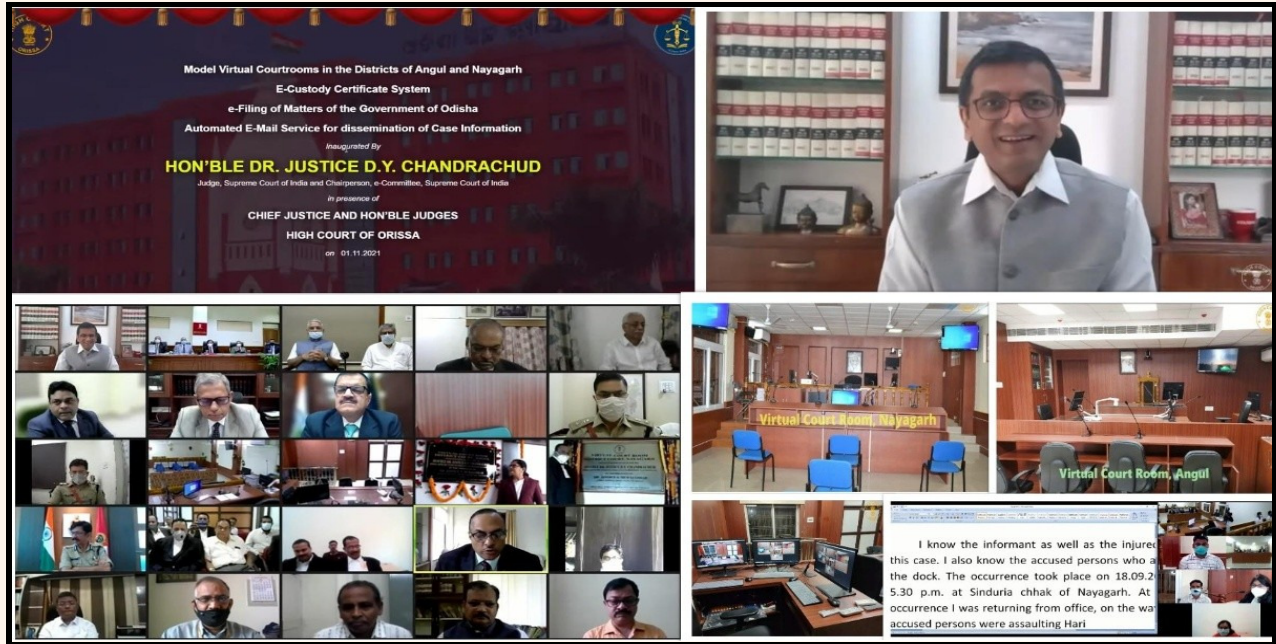 ORISSA
Model Virtual Courtrooms in the Districts of Angul and Nayagarh
E-Custody Certificate System
e-Filing of Matters of the Government of Odisha
Automated E-Mail Service for dissemination of Case Information
Inaugurated By
HON'BLE DR. JUSTICE D.Y. CHANDRACHUD
Judge, Supreme Court of India and Chairperson, e-Committee, Supreme Court of India
in presence of
CHIEF JUSTICE AND HON'BLE JUDGES
HIGH COURT OF ORISSA
on 01.11.2021
Virtual Court Room, Nayagarh
Virtual Court Room, Angul
I know the informant as well as the injured
this case. I also know the accused persons who a
the dock. The occurrence took place on 18.09.2
5.30 p.m. at Sinduria chhak of Nayagarh. At
occurrence I was returning from office, on the wa
accused persons were assaulting Hari